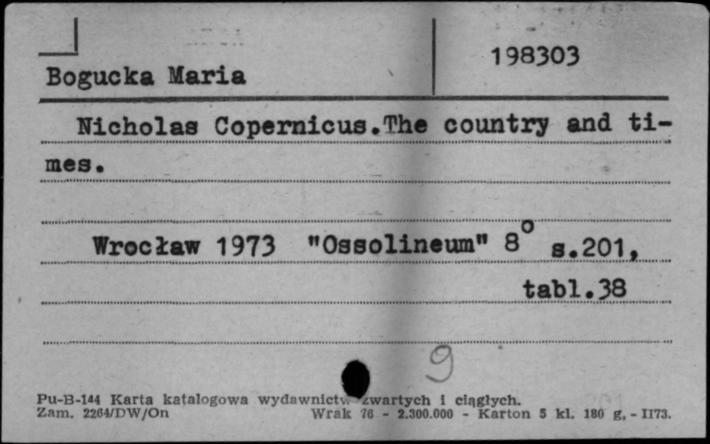 198303
Bogucka Maria
Nicholas Copernicus.The country and ti-
mes.
Wrocław 1973 "Ossolineum" 8° s.201,
tabl.38
9
Pu-B-144 Karta katalogowa wydawnictw zwartych i ciągłych.
Zam. 2264/DW/On Wrak 76 - 2.300.000 - Karton 5 kl. 180 g. - II73.